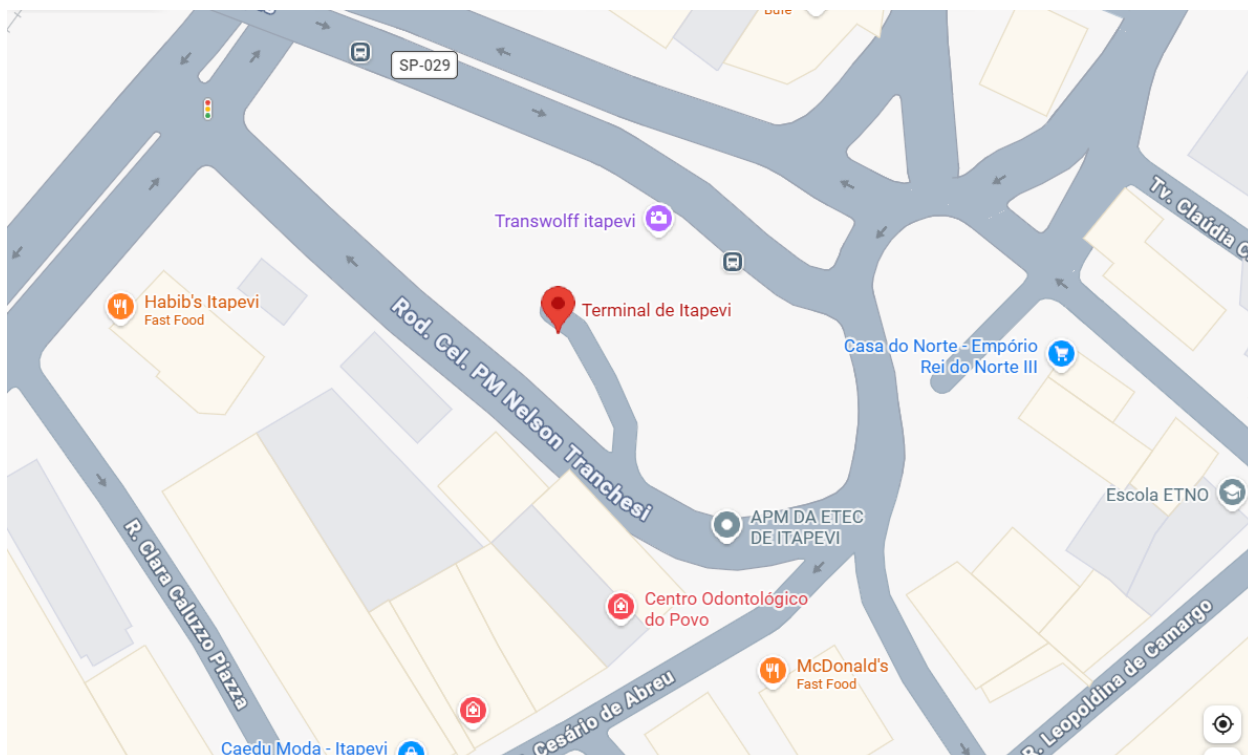 Bufê
SP-029
Tv. Claúdia C
Transwolff itapevi
Habib's Itapevi
Fast Food
Terminal de Itapevi
Rod. Cel. PM Nelson Tranchesi
Casa do Norte - Empório
Rei do Norte III
Escola ETNO
APM DA ETEC
DE ITAPEVI
R. Clara Caluzzo Piazza
Centro Odontológico
do Povo
McDonald's
Fast Food
R. Leopoldina de Camargo
Cesário de Abreu
Caedu Moda - Itapevi